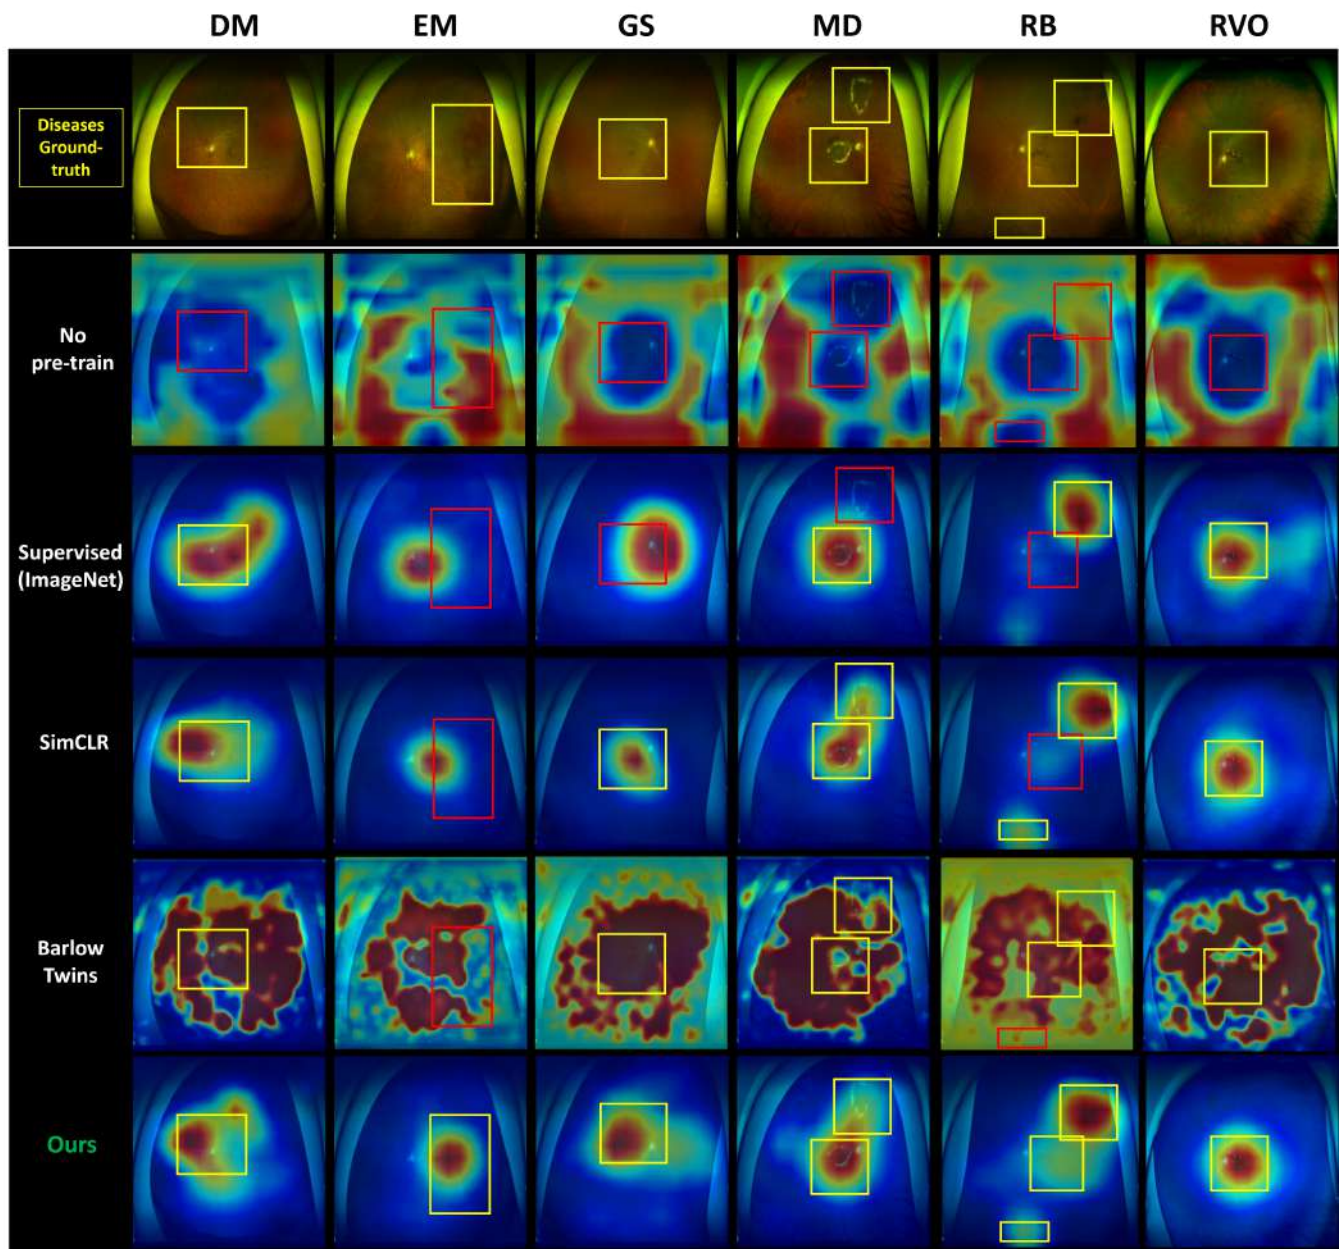 DM EM GS MD RB RVO
Diseases
Ground-
truth
No
pre-train
Supervised
(ImageNet)
SimCLR
Barlow
Twins
Ours